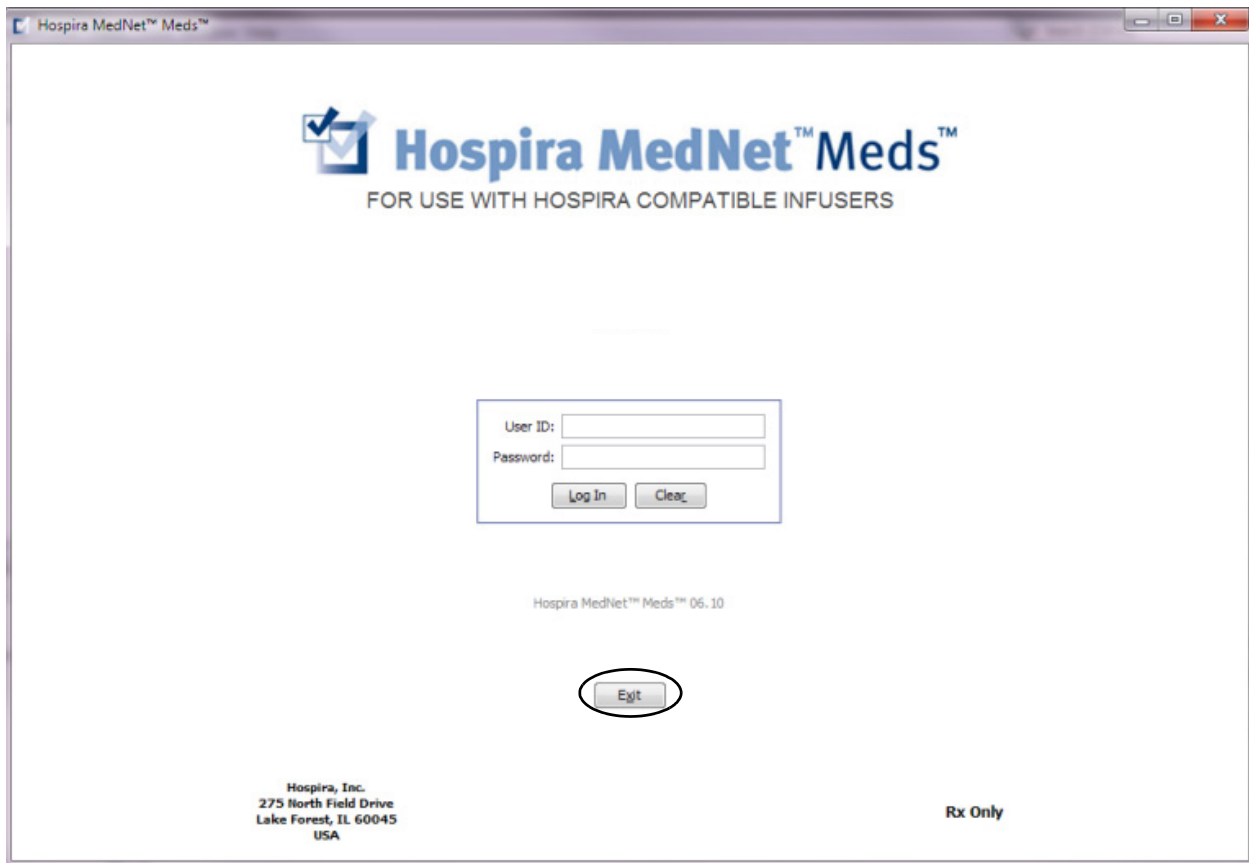 Hospira MedNet™ Meds™
Hospira MedNet™ Meds™
FOR USE WITH HOSPIRA COMPATIBLE INFUSERS
User ID:
Password:
Log In Clear
Hospira MedNet™ Meds™ 06.10
Exit
Hospira, Inc.
275 North Field Drive
Lake Forest, IL 60045
USA
Rx Only